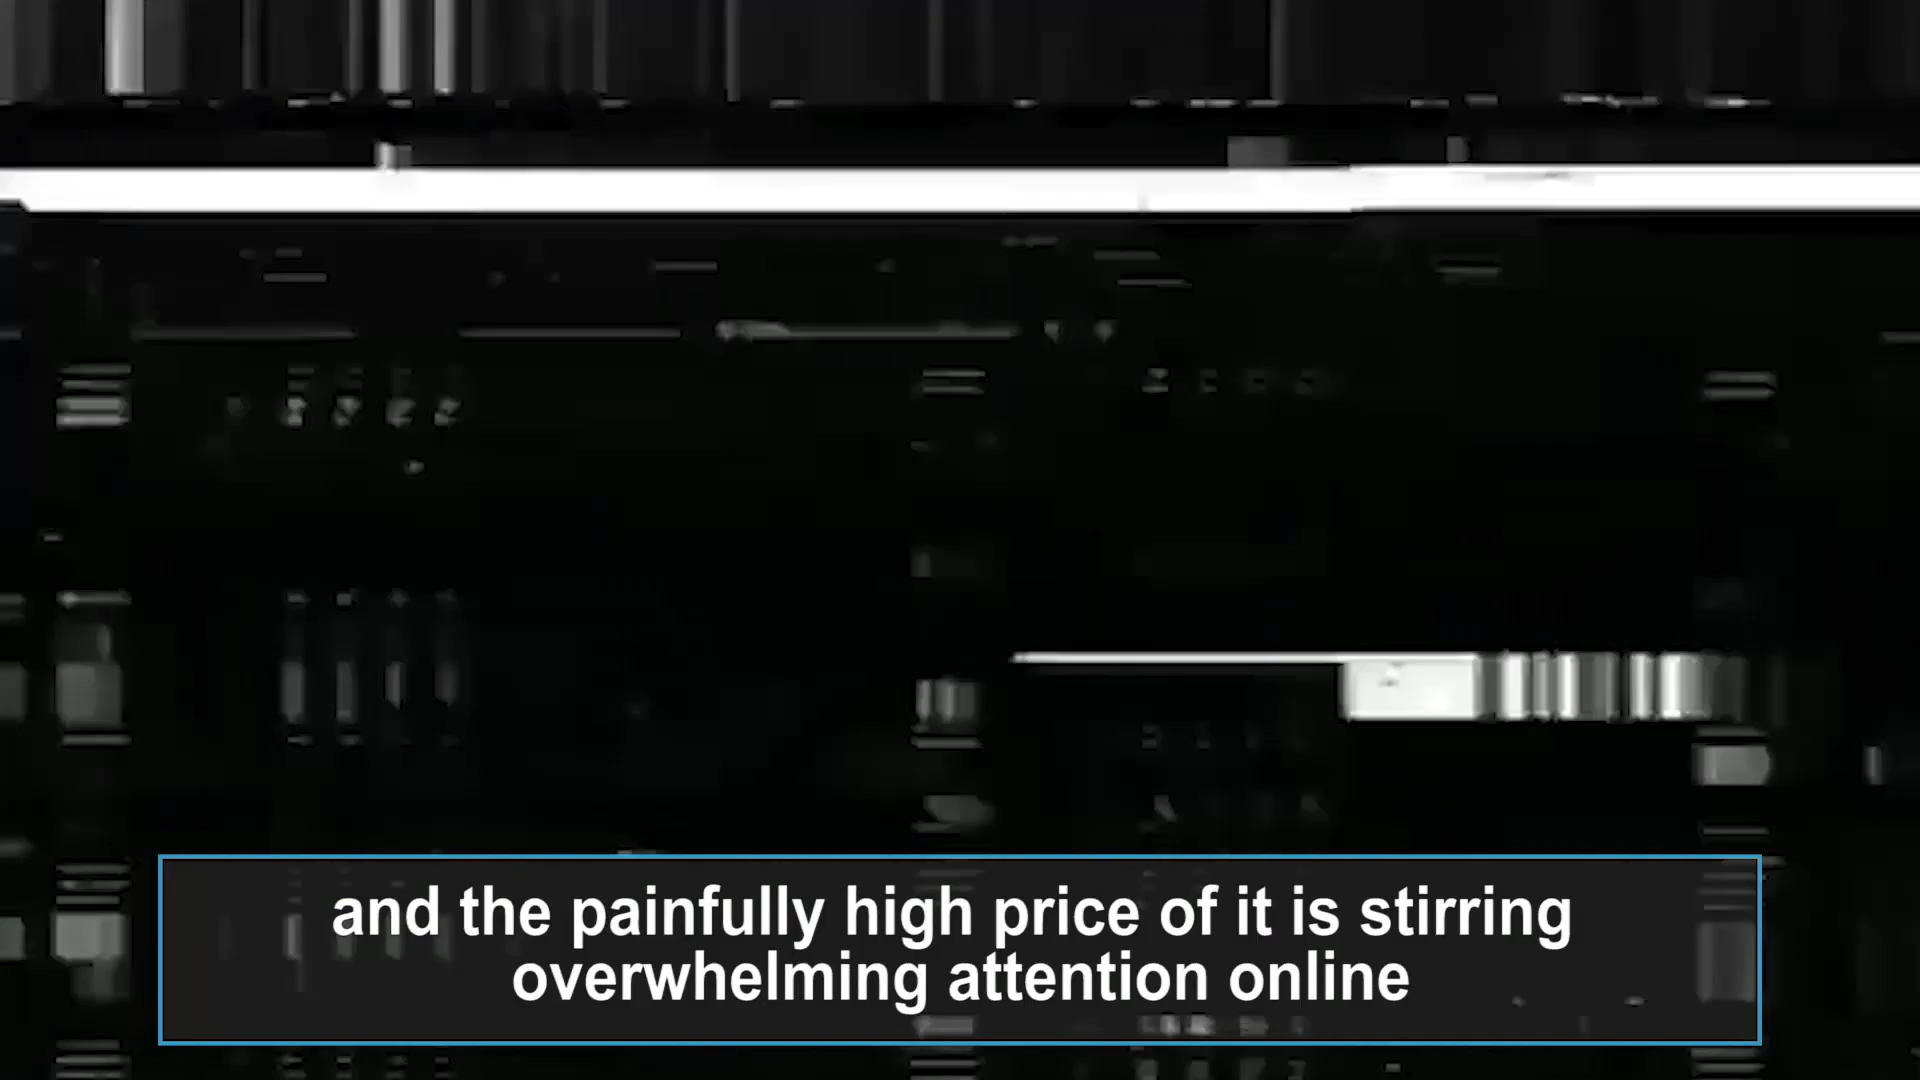 and the painfully high price of it is stirring
overwhelming attention online